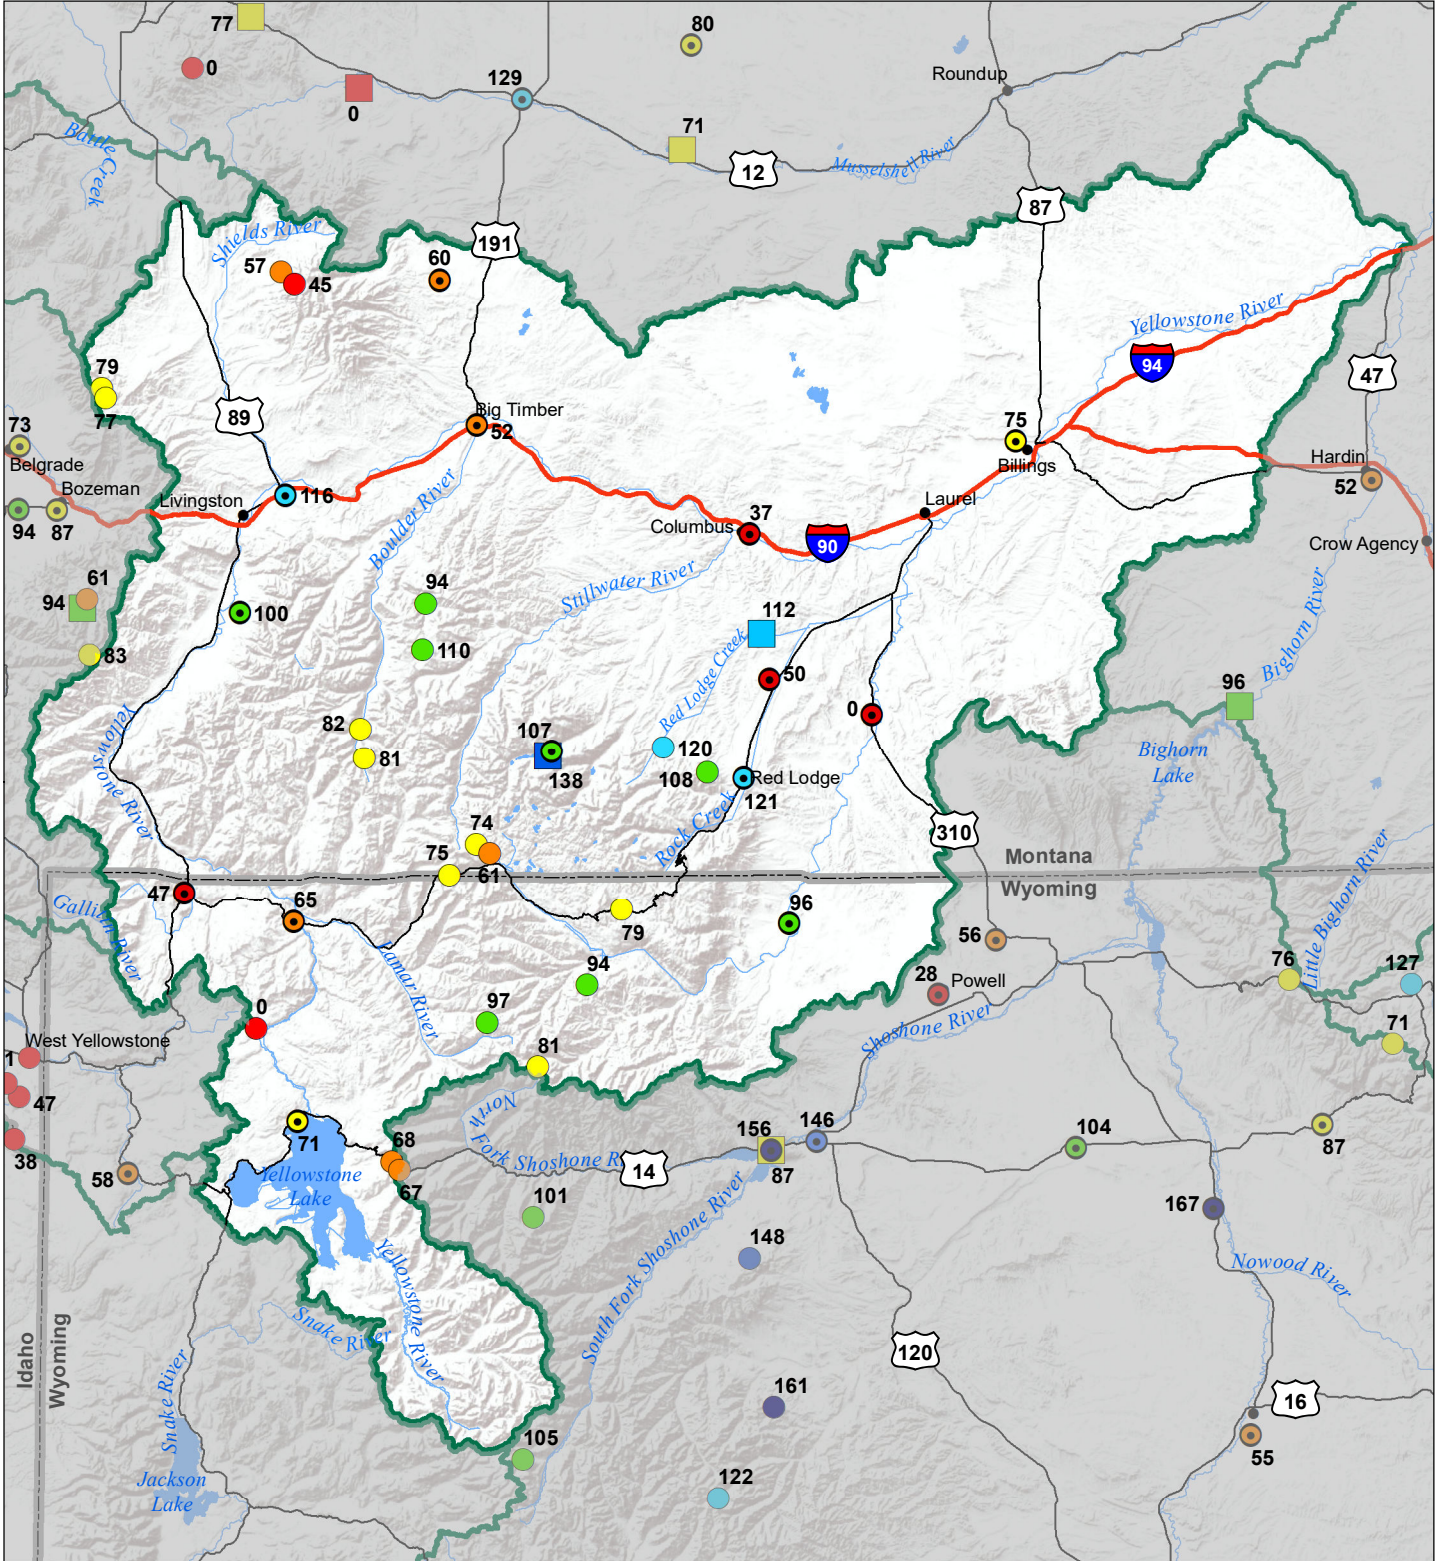 77
80
0
129
Roundup
0
Battle
Creek
71
12
Musselshell River
87
Shields River
191
57
45
60
Yellowstone River
94
47
79
77
89
Big Timber
52
75
Billings
73
Belgrade
Bozeman
Livingston
116
Hardin
52
94
87
Boulder River
Columbus
37
Laurel
90
Crow Agency
61
94
100
94
Stillwater River
112
83
110
Red Lodge Creek
50
0
96
Bighorn River
Yellowstone River
82
81
107
138
120
108
Red Lodge
121
Bighorn
Lake
74
75
61
Rock Creek
310
Montana
Wyoming
Little Bighorn River
47
Gallitin River
65
79
96
56
Lamar River
94
28
Powell
76
127
97
0
Shoshone River
West Yellowstone
1
47
81
71
38
North
Fork Shoshone R
71
68
67
58
Yellowstone
Lake
14
156
87
146
104
87
101
South Fork Shoshone River
167
148
Nowood River
Yellowstone River
Snake River
Idaho
Wyoming
120
Snake River
161
16
105
55
Jackson
Lake
122